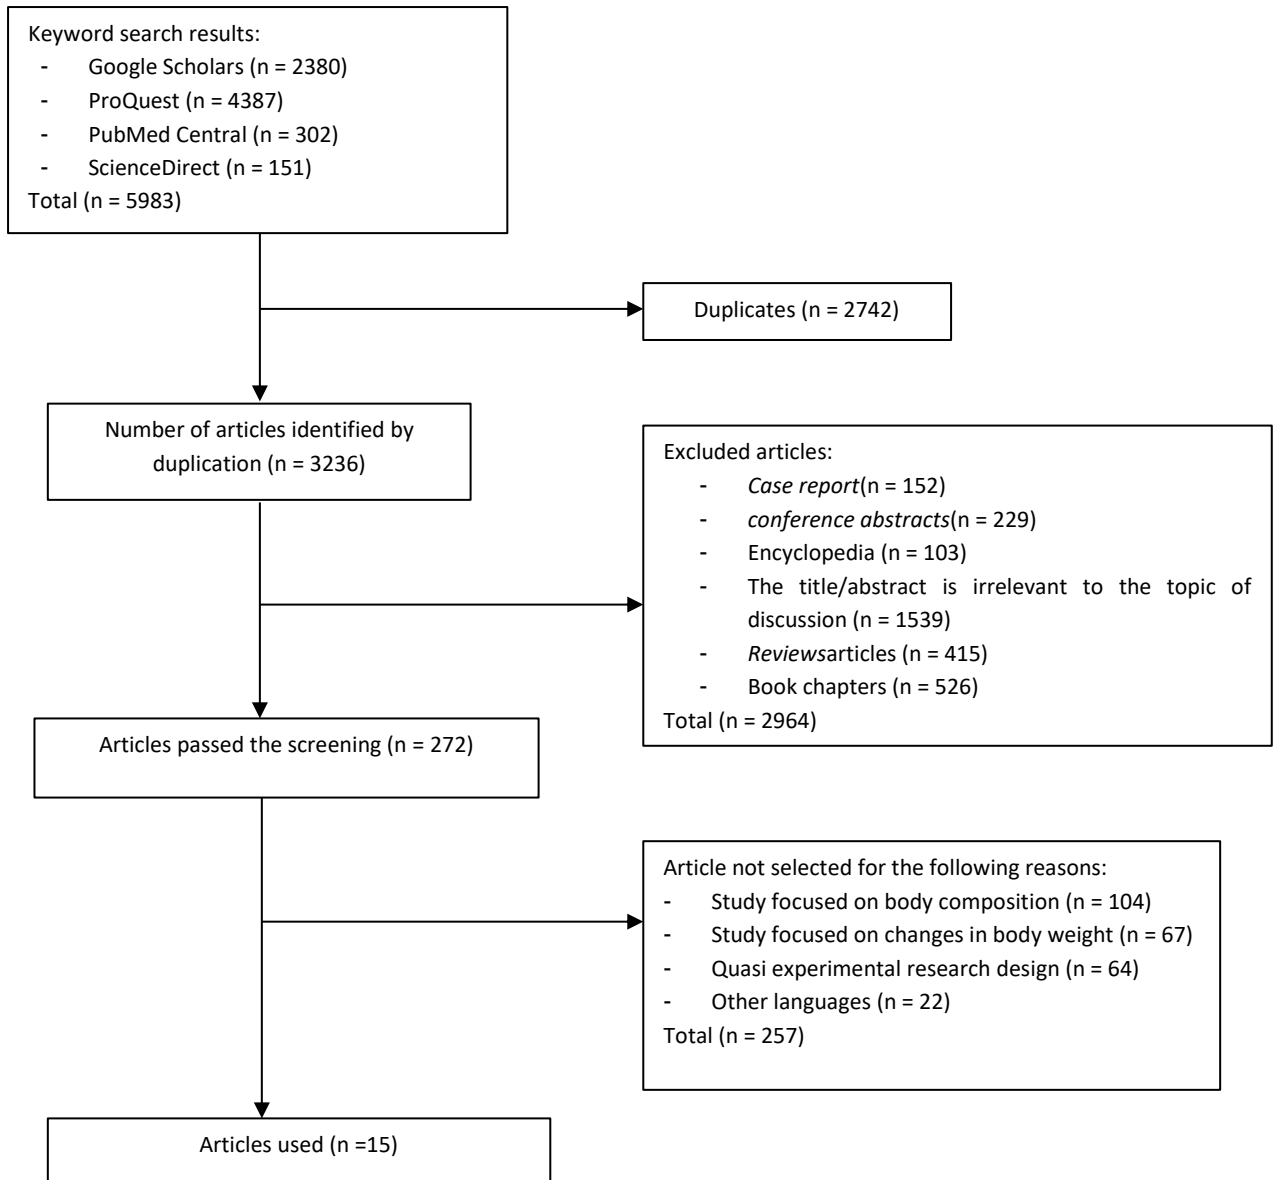 Keyword search results:
- Google Scholars (n = 2380)
- ProQuest (n = 4387)
- PubMed Central (n = 302)
- ScienceDirect (n = 151)
Total (n = 5983)
Duplicates (n = 2742)
Number of articles identified by
duplication (n = 3236)
Excluded articles:
- Case report(n = 152)
- conference abstracts(n = 229)
- Encyclopedia (n = 103)
- The title/abstract is irrelevant to the topic of
discussion (n = 1539)
- Reviewsarticles (n = 415)
- Book chapters (n = 526)
Total (n = 2964)
Articles passed the screening (n = 272)
Article not selected for the following reasons:
- Study focused on body composition (n = 104)
- Study focused on changes in body weight (n = 67)
- Quasi experimental research design (n = 64)
- Other languages (n = 22)
Total (n = 257)
Articles used (n =15)